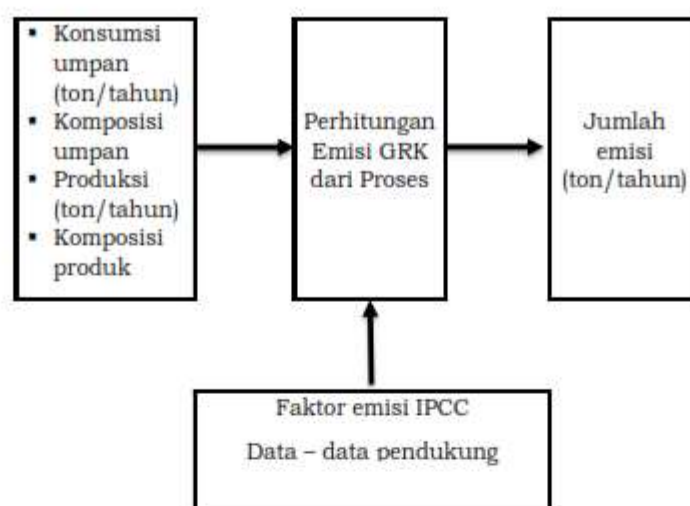 ▪ Konsumsi
umpan
(ton/tahun)
▪ Komposisi
umpan
▪ Produksi
(ton/tahun)
▪ Komposisi
produk
Perhitungan
Emisi GRK
dari Proses
Jumlah
emisi
(ton/tahun)
Faktor emisi IPCC
Data – data pendukung